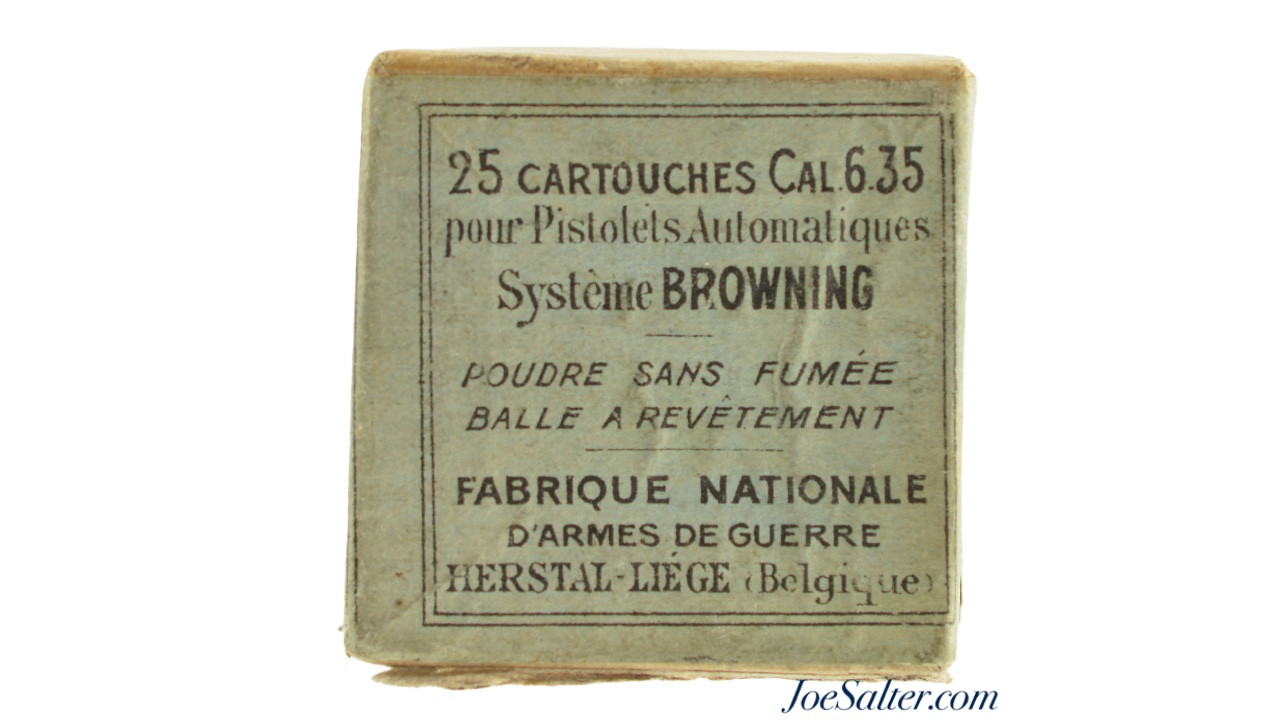 25 CARTOUCHES CAL. 6.35
pour Pistolets Automatiques
Système BROWNING
POUDRE SANS FUMÉE
BALLE A REVÊTEMENT
FABRIQUE NATIONALE
D'ARMES DE GUERRE
HERSTAL-LIÉGE (Belgique)
JoeSalter.com